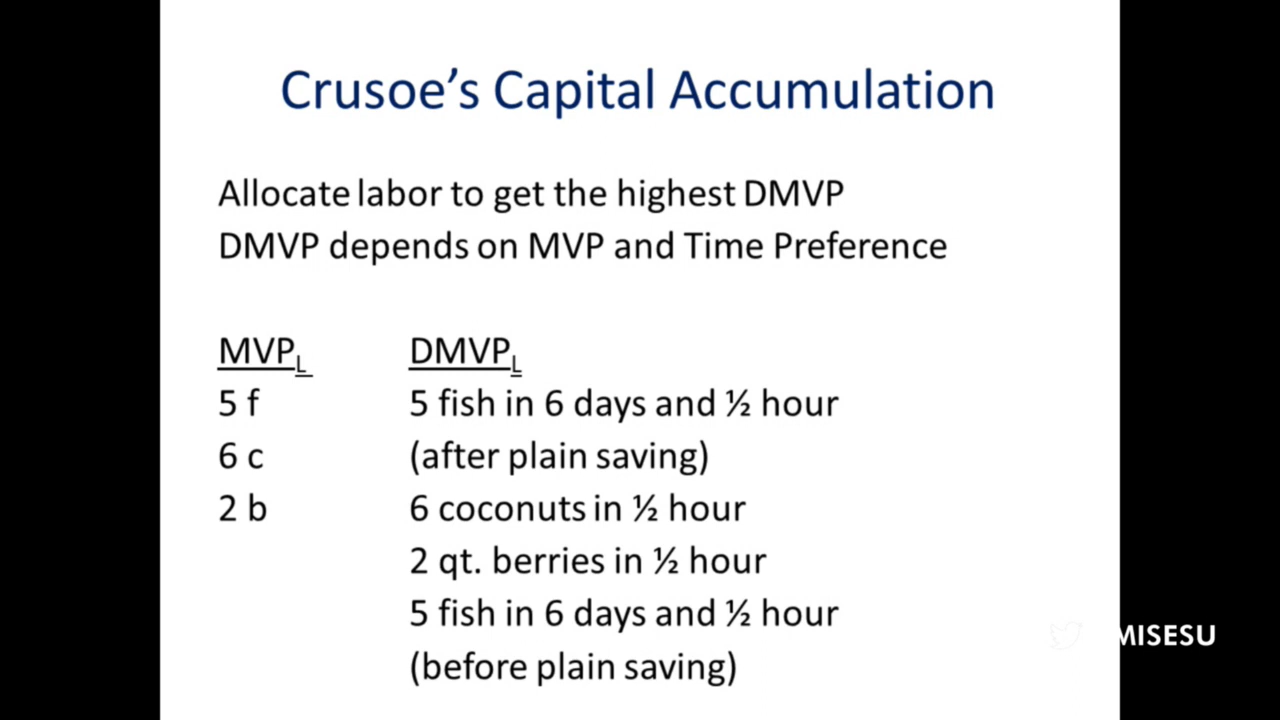 Crusoe's Capital Accumulation
Allocate labor to get the highest DMVP
DMVP depends on MVP and Time Preference
MVPL DMVPL
5 f 5 fish in 6 days and ½ hour
6 c (after plain saving)
2 b 6 coconuts in ½ hour
2 qt. berries in ½ hour
5 fish in 6 days and ½ hour
(before plain saving)
MISESU